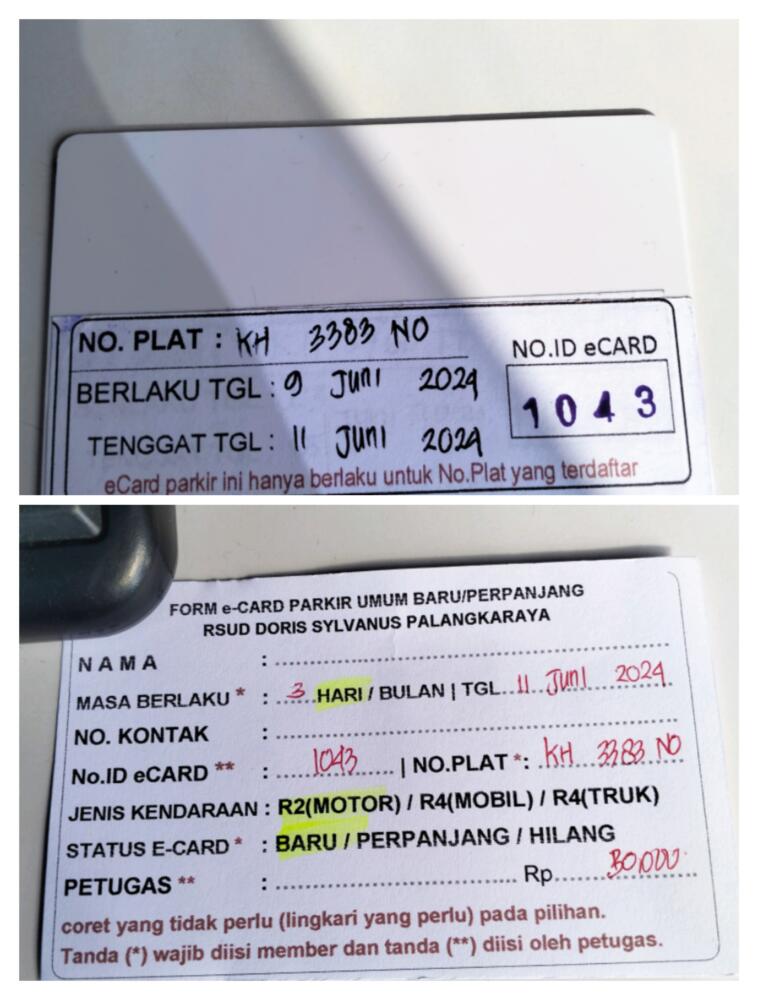 NO. PLAT : KH 3383 NO
NO.ID eCARD
BERLAKU TGL : 9 Juni 2024
1043
TENGGAT TGL : 11 Juni 2024
eCard parkir ini hanya berlaku untuk No.Plat yang terdaftar
FORM e-CARD PARKIR UMUM BARU/PERPANJANG
RSUD DORIS SYLVANUS PALANGKARAYA
NAMA :
MASA BERLAKU * : 3 HARI / BULAN | TGL. 11 Juni 2024
NO. KONTAK :
No.ID eCARD ** : 1043 | NO.PLAT *: KH 3383 NO
JENIS KENDARAAN : R2(MOTOR) / R4(MOBIL) / R4(TRUK)
STATUS E-CARD * : BARU / PERPANJANG / HILANG
PETUGAS ** : Rp. 30,000
coret yang tidak perlu (lingkari yang perlu) pada pilihan.
Tanda (*) wajib diisi member dan tanda (**) diisi oleh petugas.